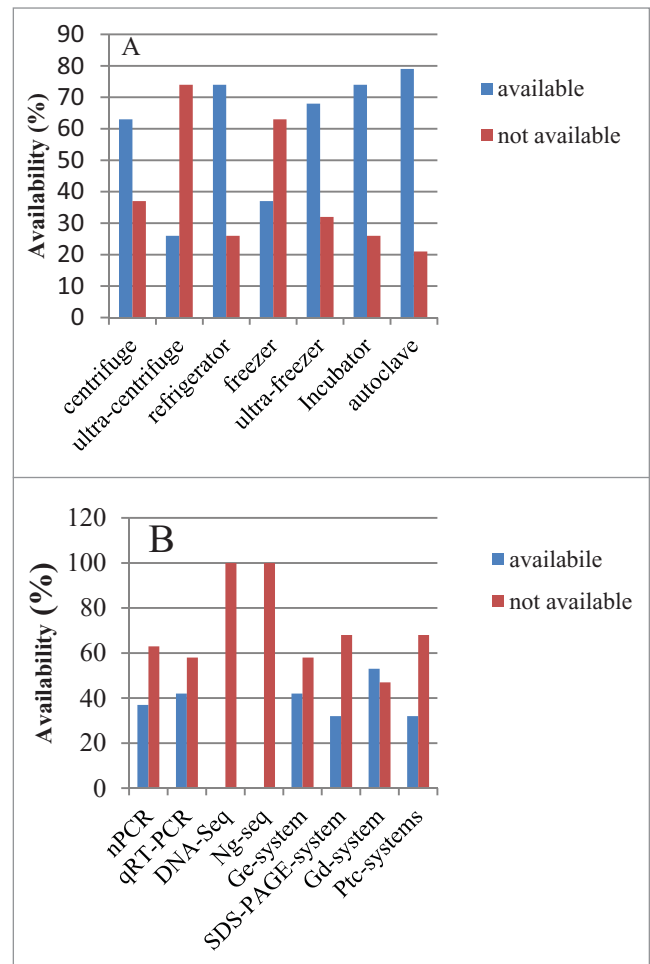 A
Availability (%)
90
80
70
60
50
40
30
20
10
0
centrifuge
ultra-centrifuge
refrigerator
freezer
ultra-freezer
Incubator
autoclave
available
not available
B
Availability (%)
120
100
80
60
40
20
0
nPCR
qRT-PCR
DNA-Seq
Ng-seq
Ge-system
SDS-PAGE-system
Gd-system
Ptc-systems
availabile
not available